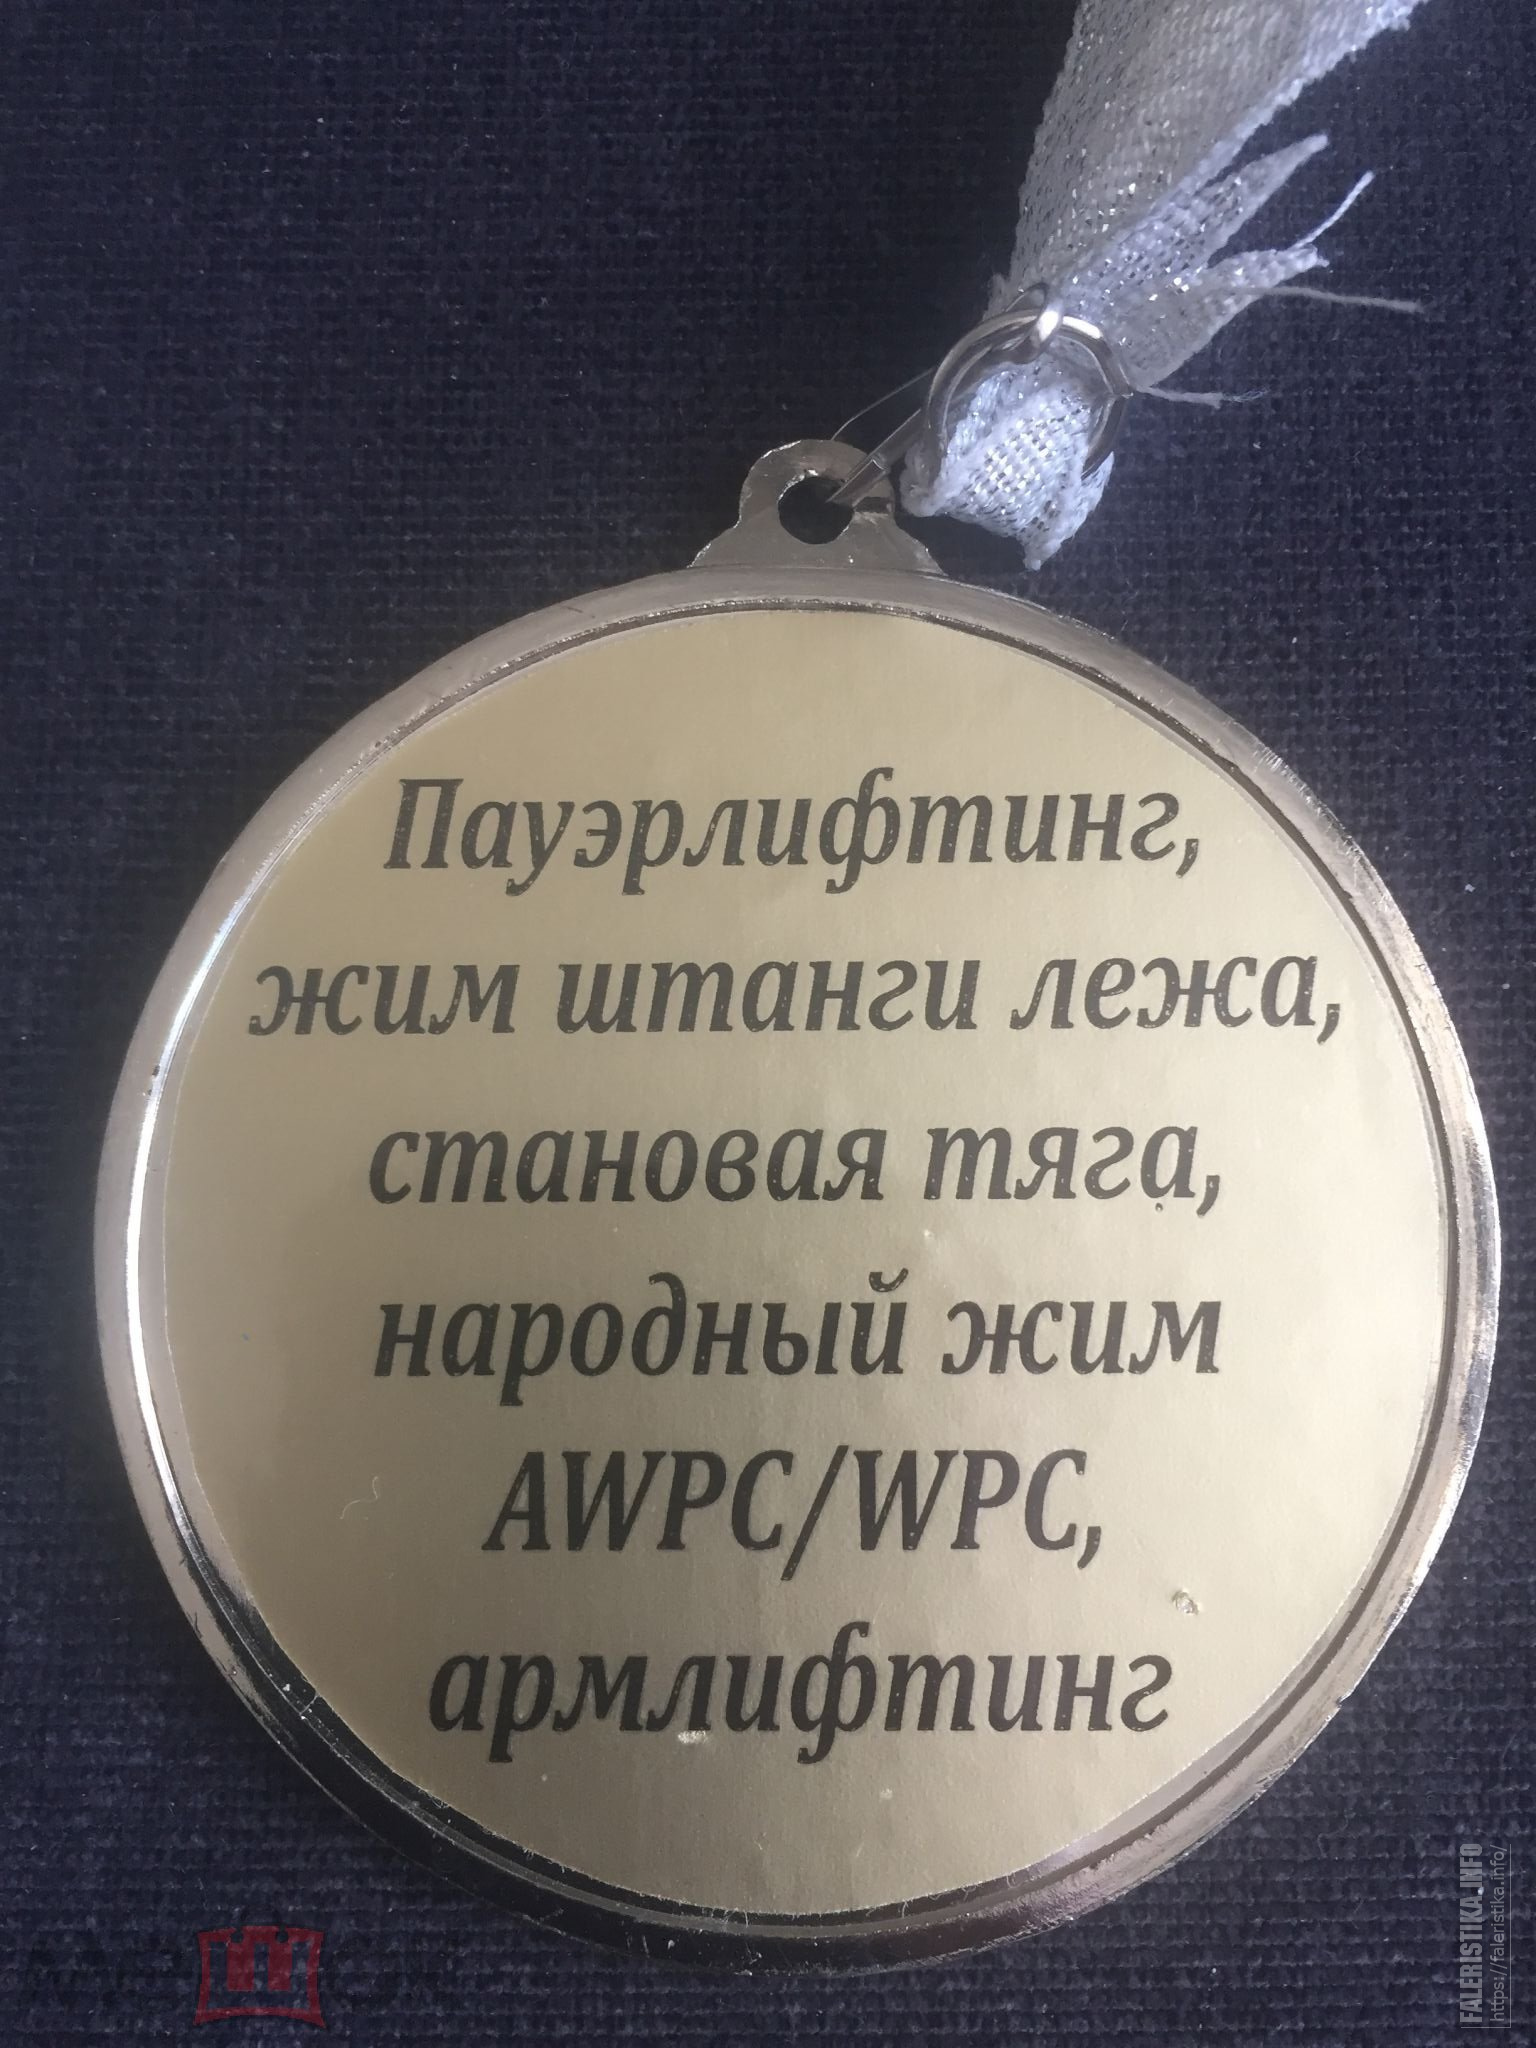 Пауэрлифтинг,
жим штанги лежа,
становая тяга,
народный жим
AWPC/WPC,
армлифтинг
FALERISTIKA.INFO
https://faleristika.info/